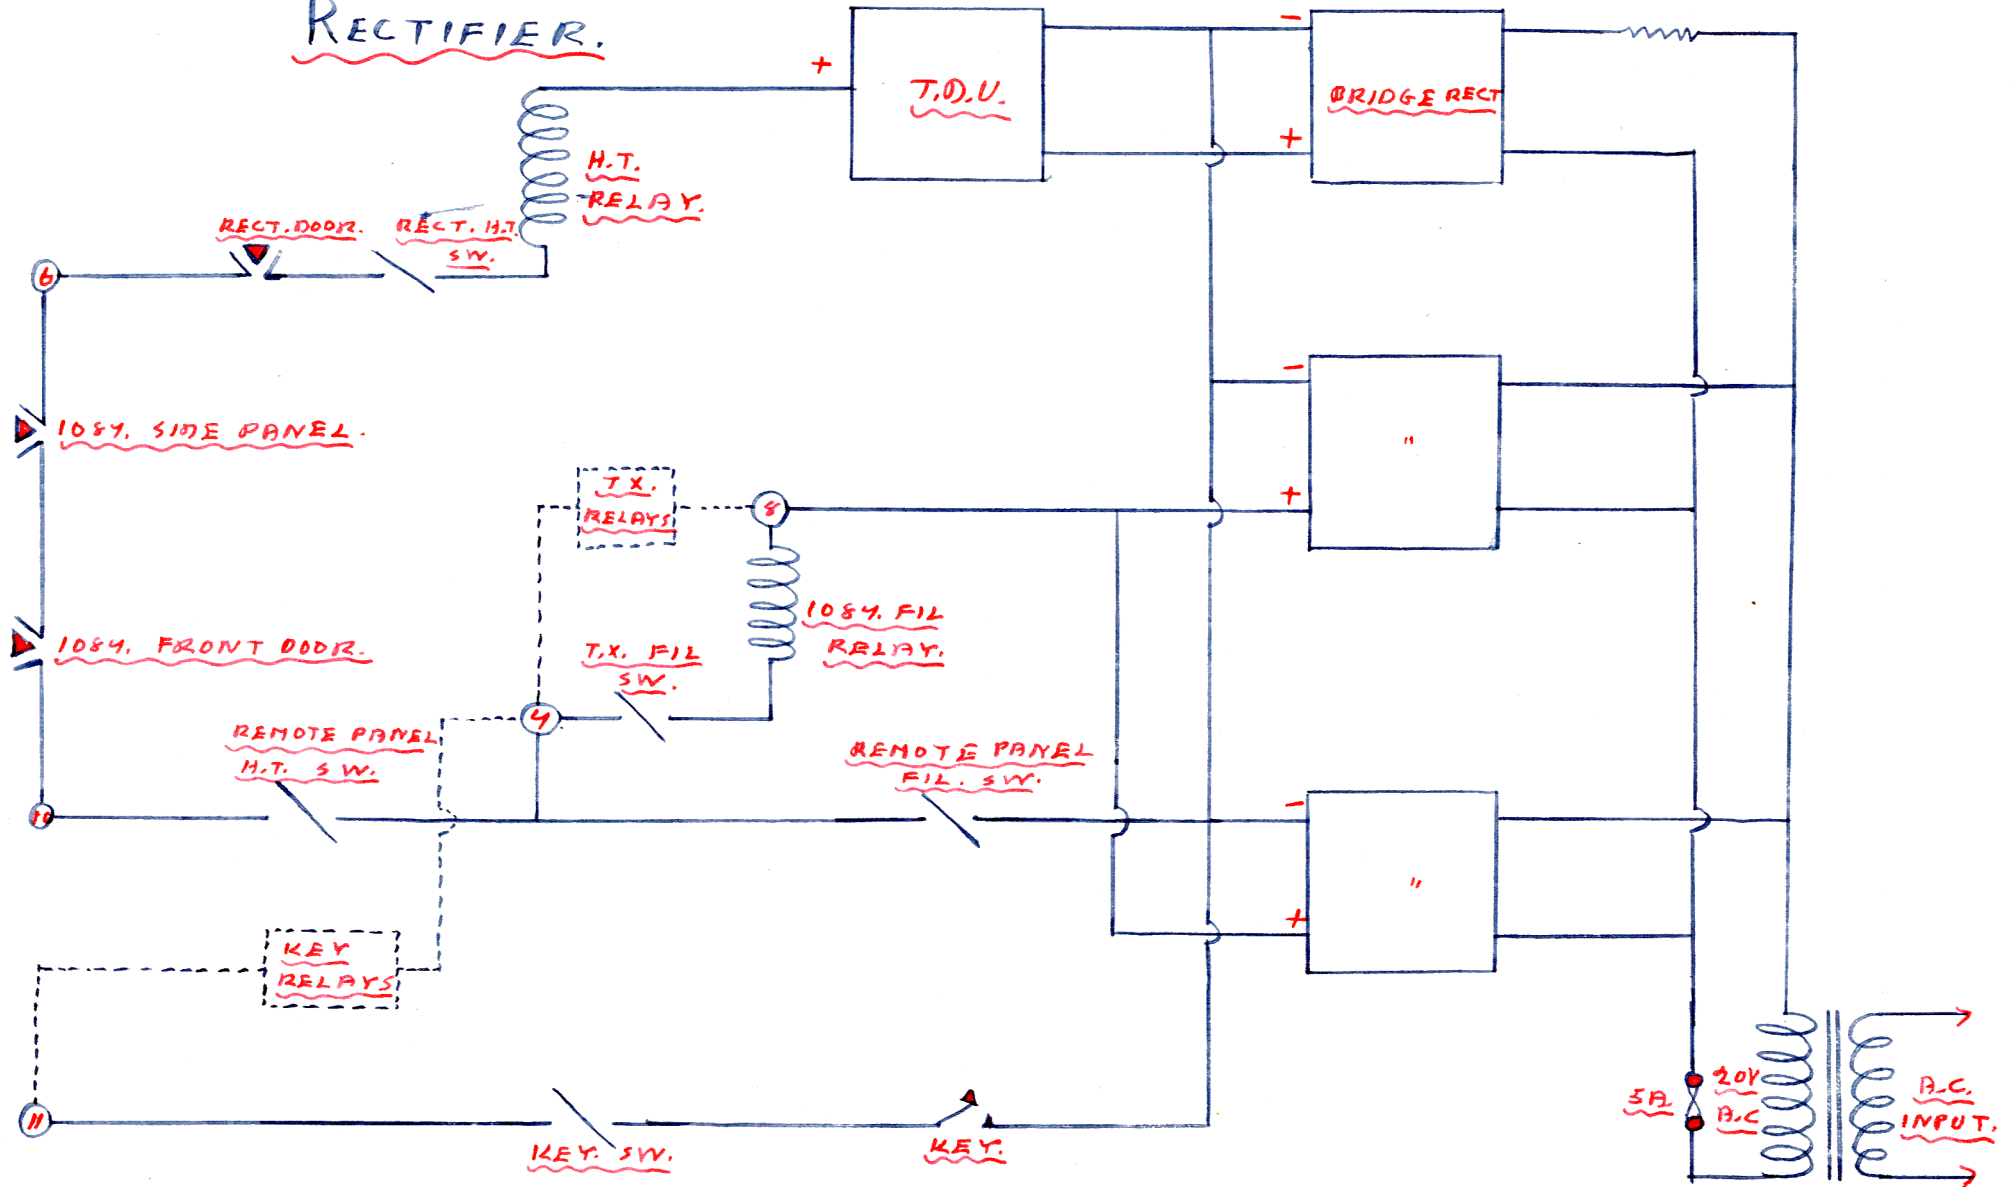 RECTIFIER.
+
T.D.U.
-
+
BRIDGE RECT
H.T.
RELAY.
RECT. DOOR.
RECT. H.T.
SW.
6
1084. SIDE PANEL.
-
+
"
TX.
RELAYS
8
1084. FIL
RELAY.
1084. FRONT DOOR.
T.X. FIL
SW.
4
REMOTE PANEL
H.T. SW.
REMOTE PANEL
FIL. SW.
10
-
+
"
KEY
RELAYS
11
KEY. SW.
KEY.
5A
20V
A.C
A.C.
INPUT.